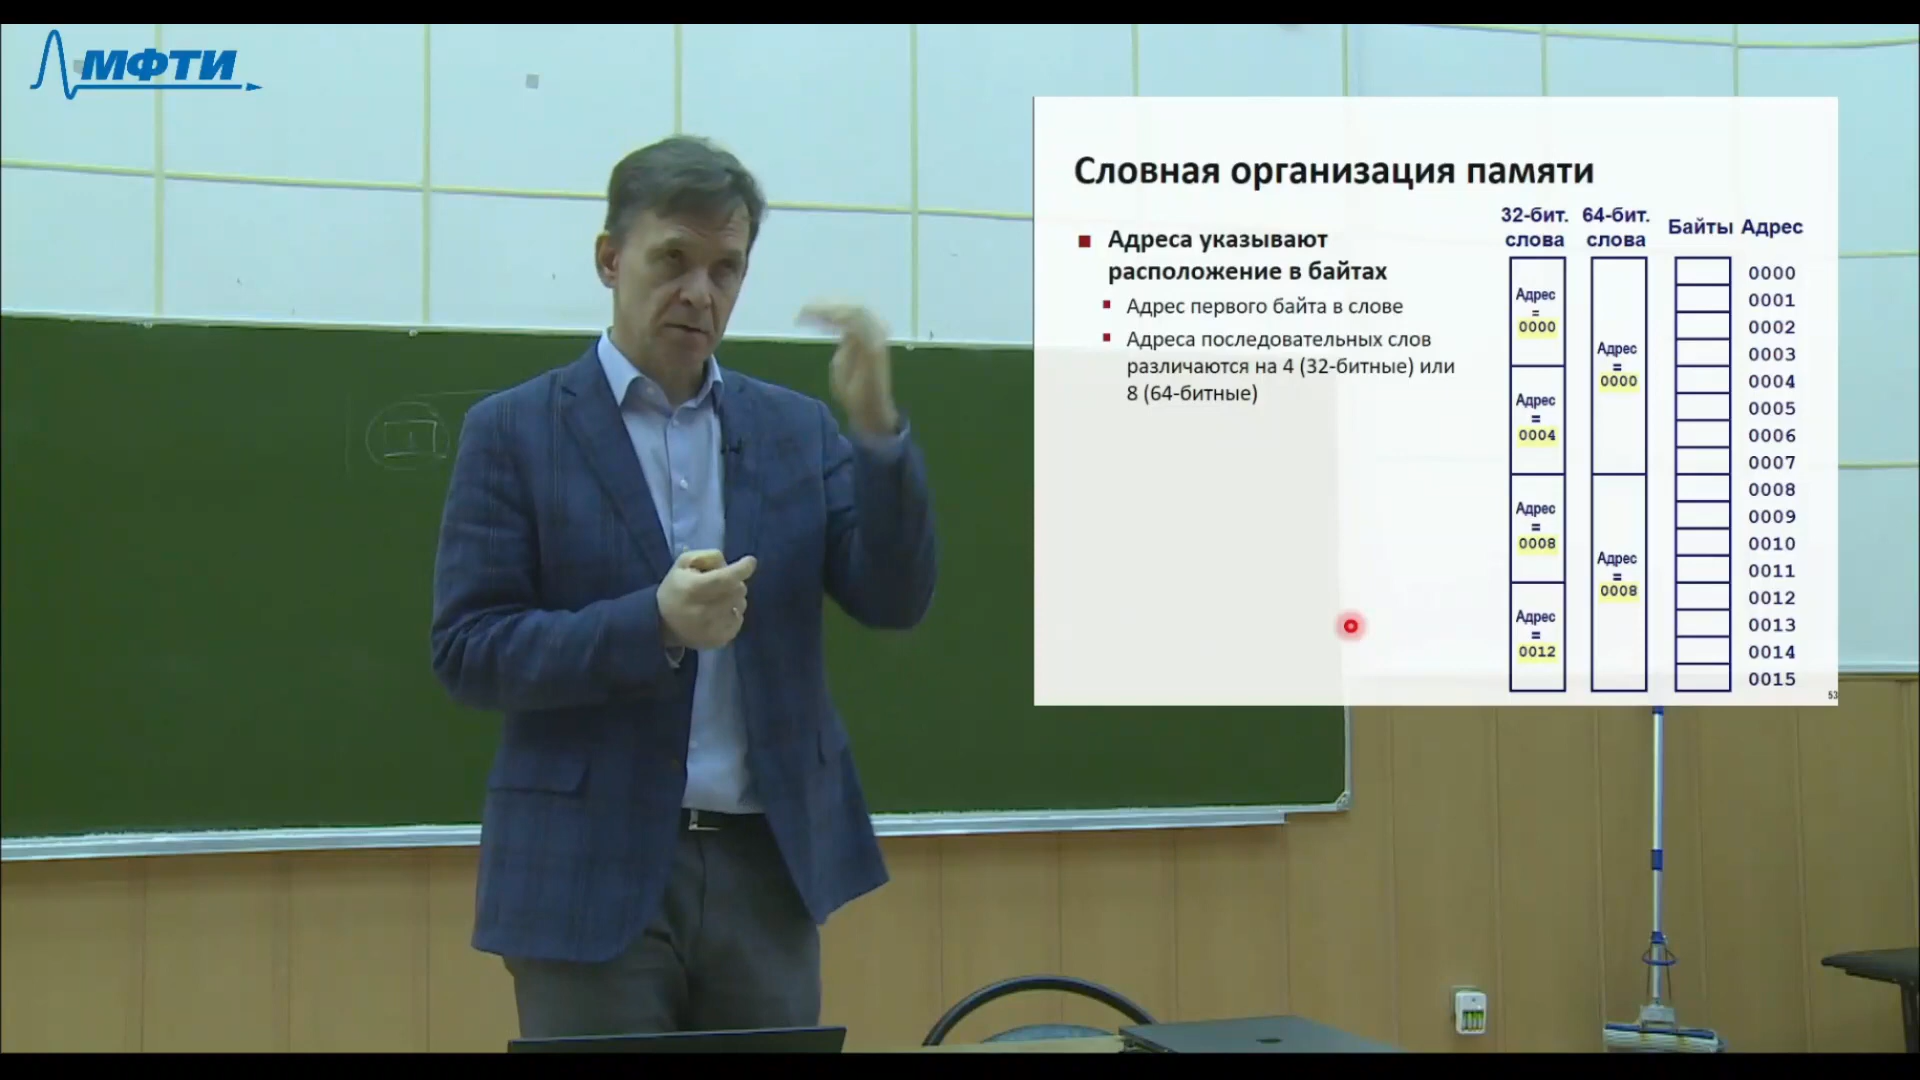 МФТИ
Словная организация памяти
Адреса указывают
расположение в байтах
Адрес первого байта в слове
Адреса последовательных слов
различаются на 4 (32-битные) или
8 (64-битные)
32-бит.
слова
64-бит.
слова
Байты
Адрес
Адрес
=
0000
Адрес
=
0004
Адрес
=
0008
Адрес
=
0012
Адрес
=
0000
Адрес
=
0008
0000
0001
0002
0003
0004
0005
0006
0007
0008
0009
0010
0011
0012
0013
0014
0015
53